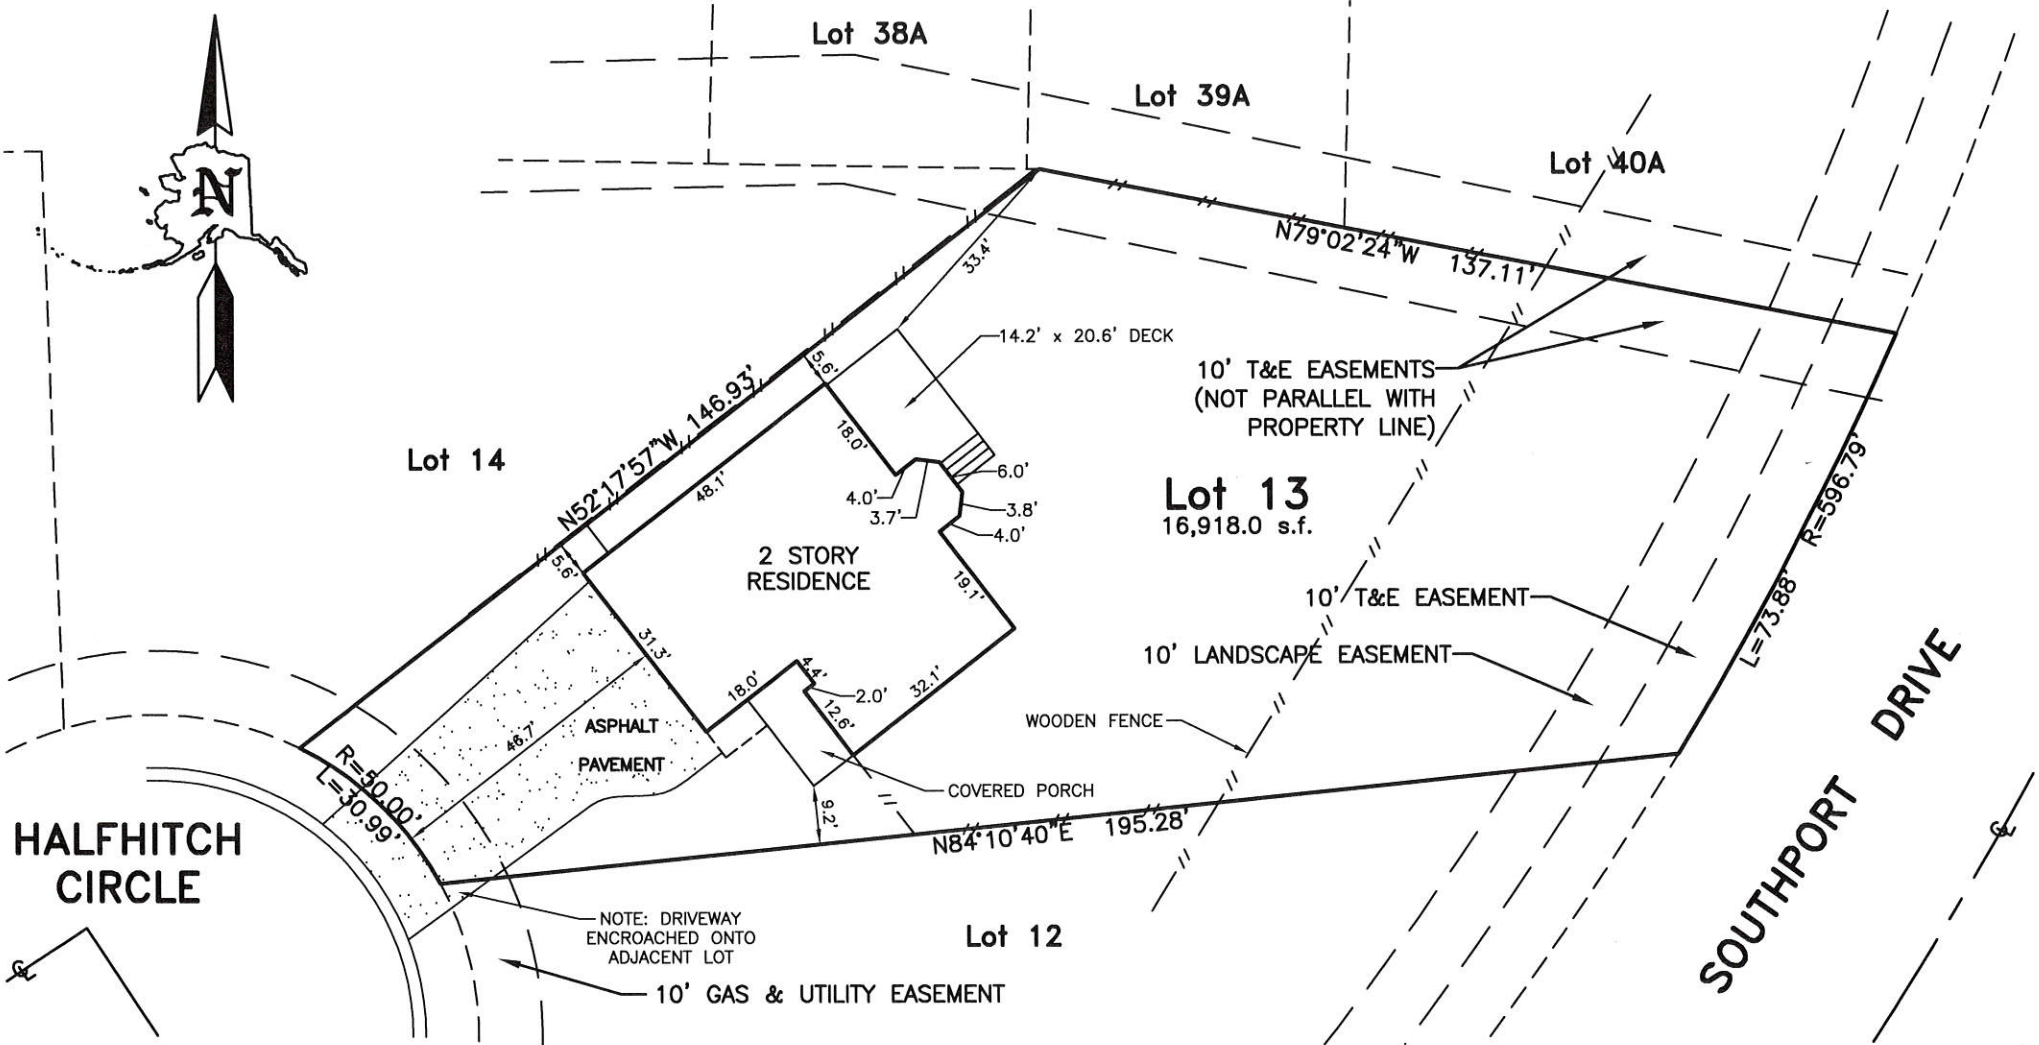 Lot 38A
Lot 39A
Lot 40A
N
N79°02'24"W 137.11'
33.4'
14.2' x 20.6' DECK
10' T&E EASEMENTS
(NOT PARALLEL WITH
PROPERTY LINE)
5.6'
N52°17'57"W 146.93'
Lot 14
18.0'
48.1'
6.0'
4.0'
3.7'
3.8'
4.0'
Lot 13
16,918.0 s.f.
R=596.79'
L=73.88'
5.6'
2 STORY
RESIDENCE
19.1'
10' T&E EASEMENT
10' LANDSCAPE EASEMENT
31.3'
18.0'
4.4'
2.0'
12.6'
32.1'
WOODEN FENCE
ASPHALT
PAVEMENT
46.7'
COVERED PORCH
9.2'
R=50.00'
L=30.99'
N84°10'40"E 195.28'
HALFHITCH
CIRCLE
NOTE: DRIVEWAY
ENCROACHED ONTO
ADJACENT LOT
Lot 12
10' GAS & UTILITY EASEMENT
SOUTHPORT DRIVE
℄
℄